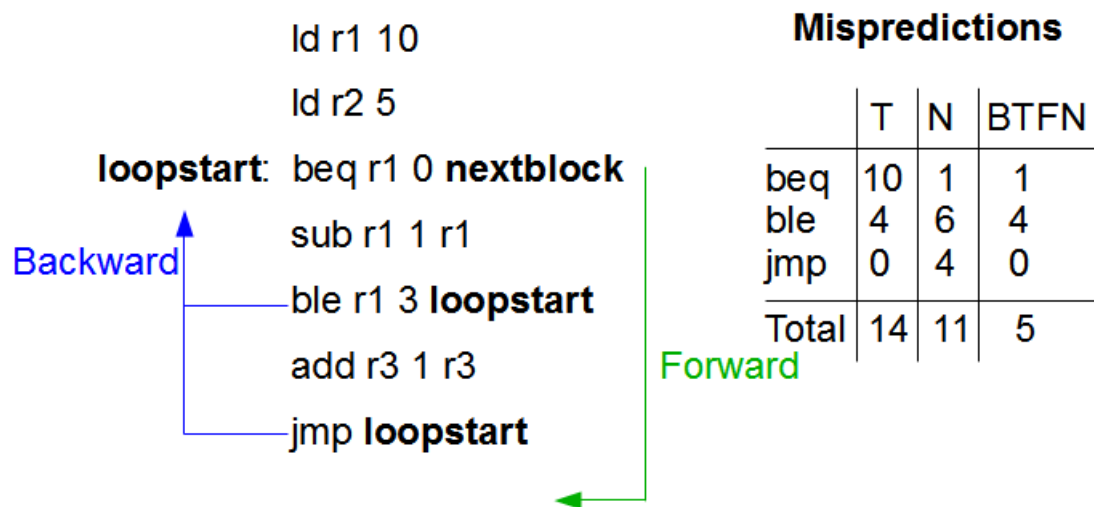 ld r1 10
ld r2 5
loopstart: beq r1 0 nextblock
sub r1 1 r1
Backward
ble r1 3 loopstart
add r3 1 r3
Forward
jmp loopstart
Mispredictions
T N BTFN
beq 10 1 1
ble 4 6 4
jmp 0 4 0
Total 14 11 5